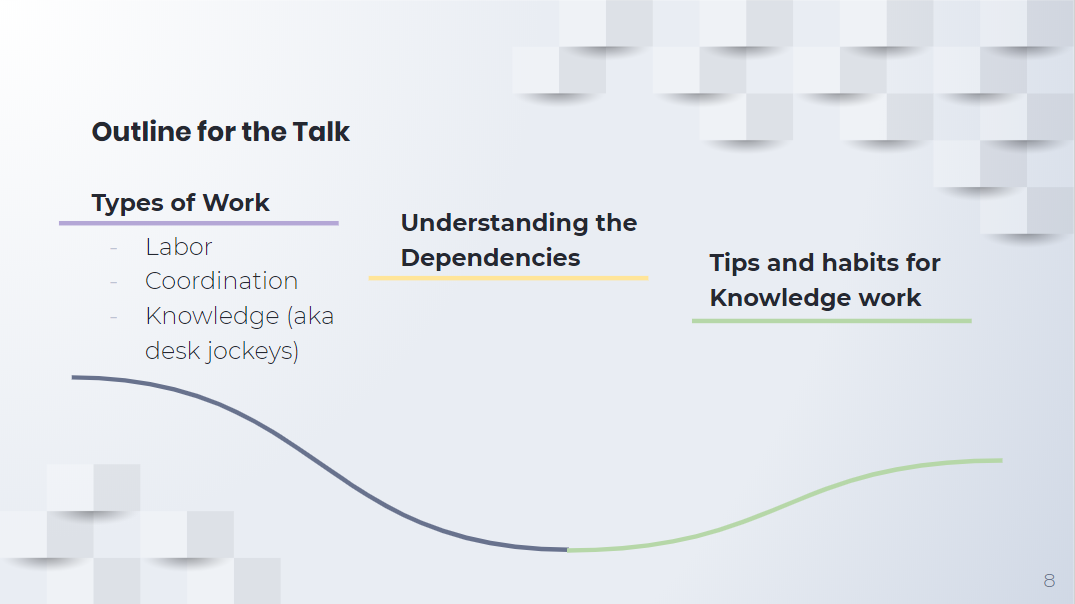 Outline for the Talk
Types of Work
- Labor
- Coordination
- Knowledge (aka
desk jockeys)
Understanding the
Dependencies
Tips and habits for
Knowledge work
8